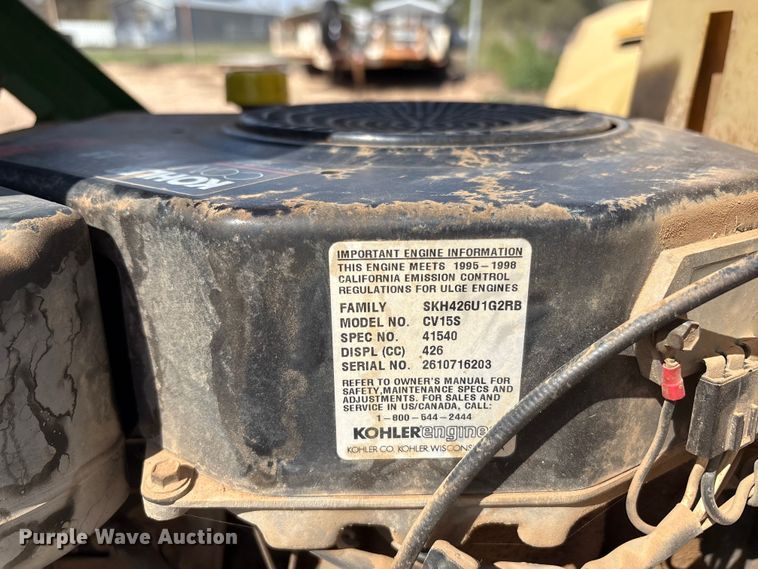 KOHL
IMPORTANT ENGINE INFORMATION
THIS ENGINE MEETS 1995-1998
CALIFORNIA EMISSION CONTROL
REGULATIONS FOR ULGE ENGINES
FAMILY SKH426U1G2RB
MODEL NO. CV15S
SPEC NO. 41540
DISPL (CC) 426
SERIAL NO. 2610716203
REFER TO OWNER'S MANUAL FOR
SAFETY,MAINTENANCE SPECS AND
ADJUSTMENTS. FOR SALES AND
SERVICE IN US/CANADA, CALL:
1-800-544-2444
KOHLERengine
KOHLER CO. KOHLER WISCONS
Purple Wave Auction